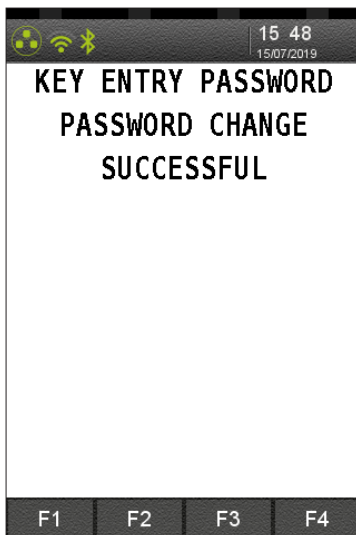 15 48
15/07/2019
KEY ENTRY PASSWORD
PASSWORD CHANGE
SUCCESSFUL
F1 F2 F3 F4